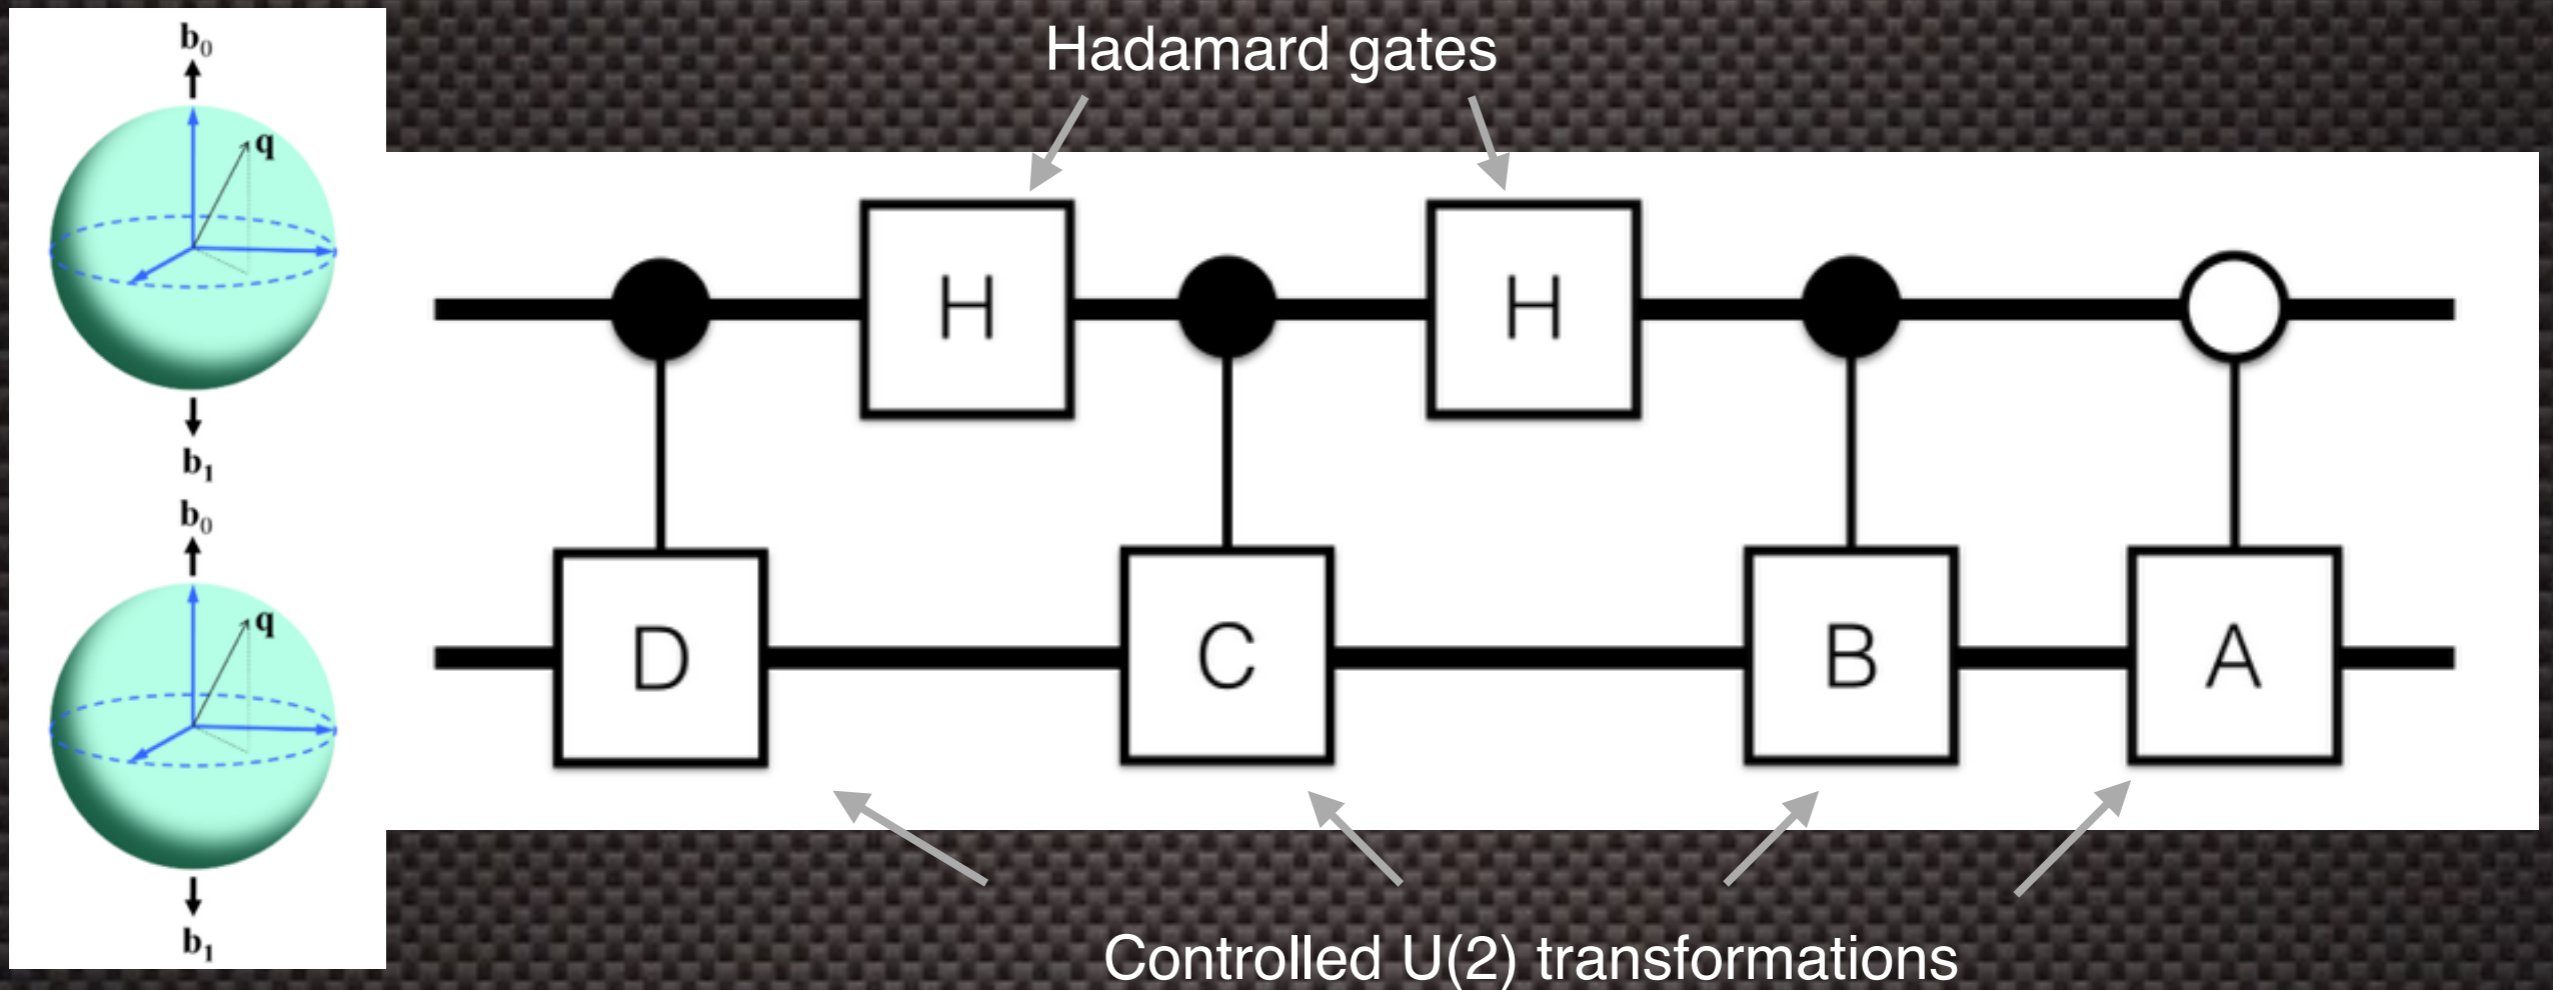 Hadamard gates
b₀
q
b₁
b₀
q
b₁
H
H
D
C
B
A
Controlled U(2) transformations